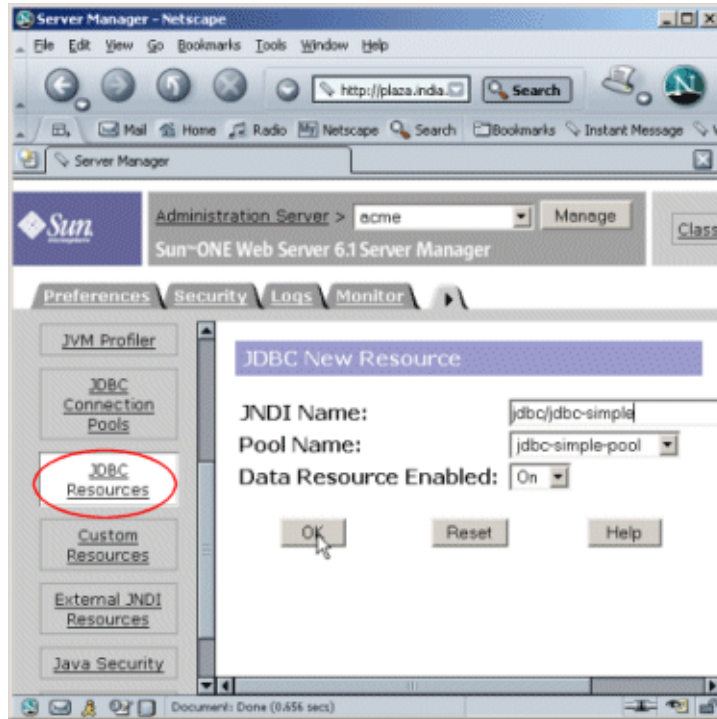 Server Manager - Netscape
File Edit View Go Bookmarks Tools Window Help
http://plaza.india. Search
Mail Home Radio My Netscape Search Bookmarks Instant Message
Server Manager
Sun
microsystems
Administration Server > acme Manage
Class
Sun ONE Web Server 6.1 Server Manager
Preferences Security Logs Monitor
JVM Profiler
JDBC
Connection
Pools
JDBC
Resources
Custom
Resources
External JNDI
Resources
Java Security
JDBC New Resource
JNDI Name: jdbc/jdbc-simple
Pool Name: jdbc-simple-pool
Data Resource Enabled: On
OK Reset Help
Document: Done (0.656 secs)